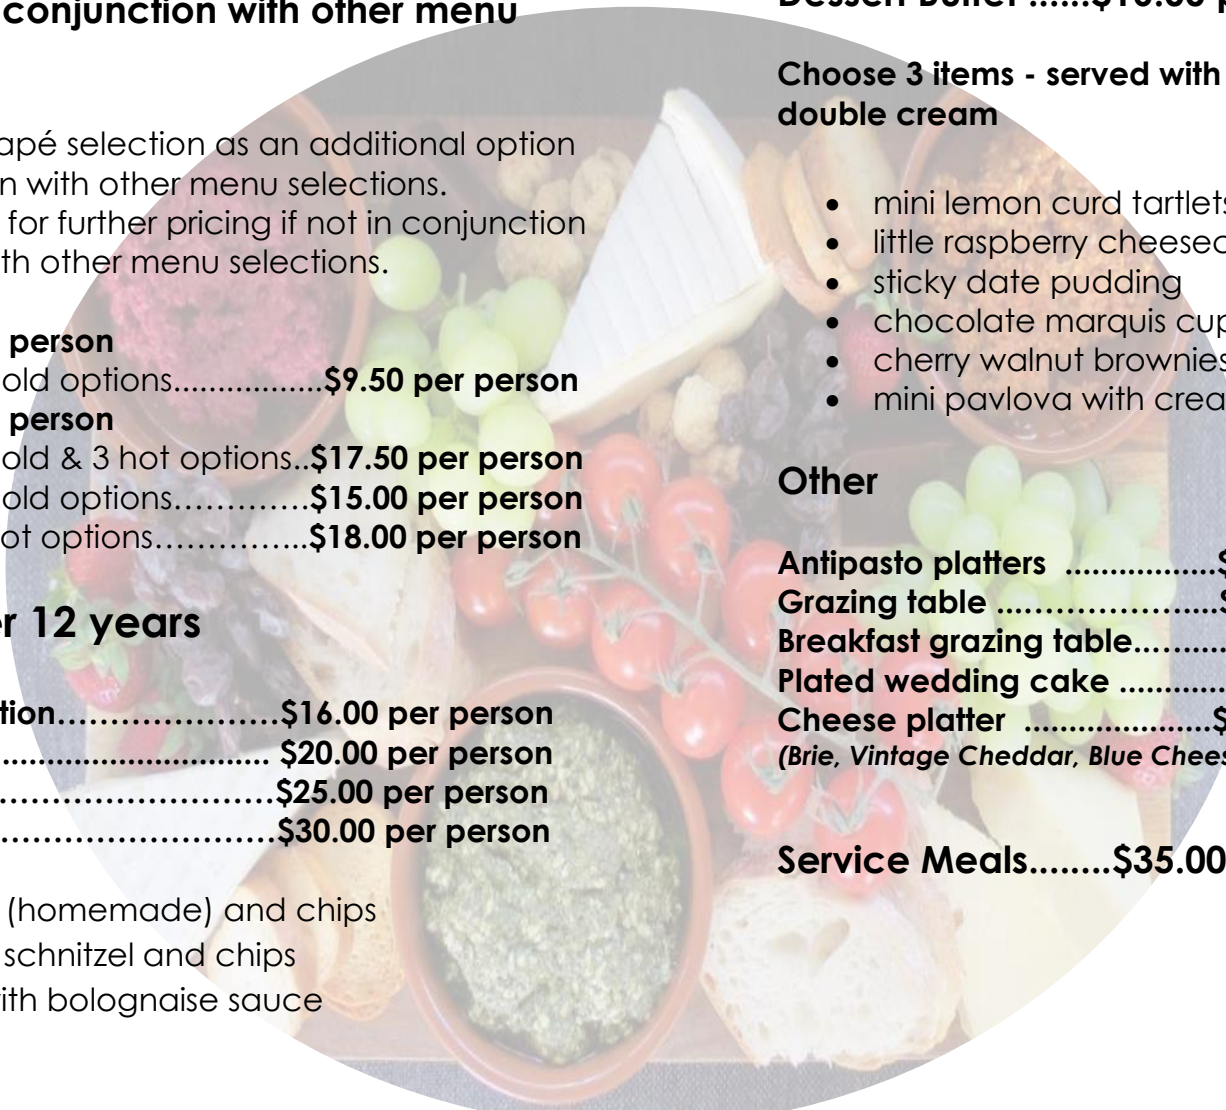 conjunction with other menu
apé selection as an additional option
n with other menu selections.
for further pricing if not in conjunction
th other menu selections.
person
old options.................$9.50 per person
person
old & 3 hot options..$17.50 per person
old options………….$15.00 per person
ot options…………...$18.00 per person
r 12 years
tion…………………$16.00 per person
.............................. $20.00 per person
………………………$25.00 per person
………………………$30.00 per person
(homemade) and chips
schnitzel and chips
ith bolognaise sauce
Dessert Buffet ......$10.00 p
Choose 3 items - served with
double cream
• mini lemon curd tartlets
• little raspberry cheesec
• sticky date pudding
• chocolate marquis cup
• cherry walnut brownies
• mini pavlova with crea
Other
Antipasto platters .................$
Grazing table ...………………....$
Breakfast grazing table….......
Plated wedding cake ............
Cheese platter .....................$
(Brie, Vintage Cheddar, Blue Chees
Service Meals........$35.00